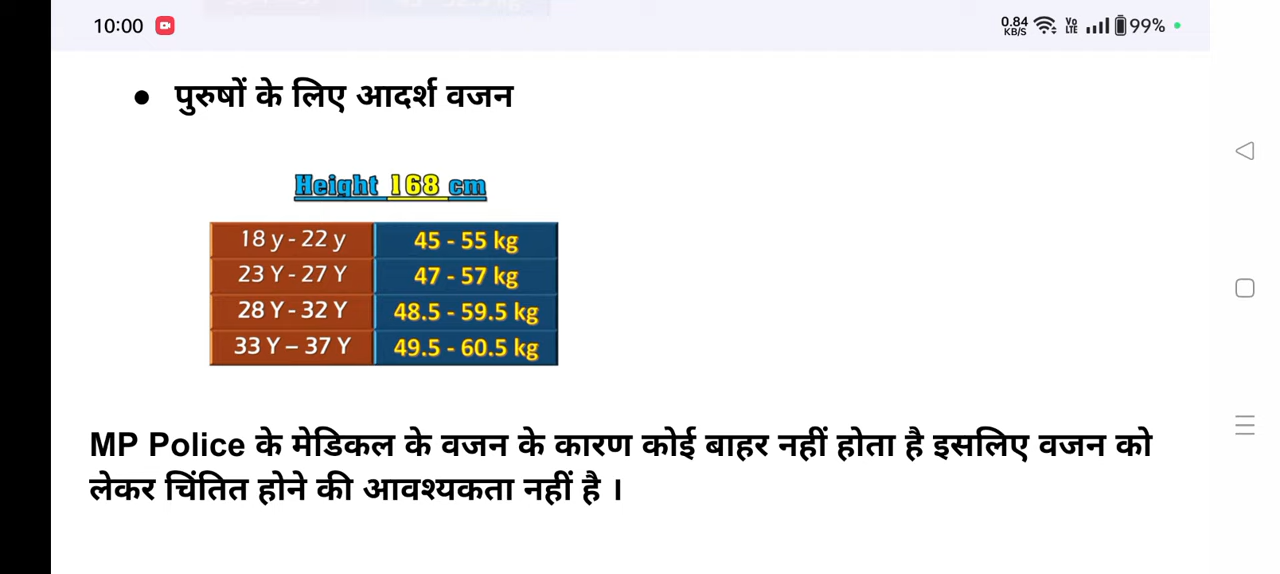 10:00 0.84 KB/S Vo LTE 99%
● पुरुषों के लिए आदर्श वजन
Height 168 cm
18 y - 22 y 45 - 55 kg
23 Y - 27 Y 47 - 57 kg
28 Y - 32 Y 48.5 - 59.5 kg
33 Y – 37 Y 49.5 - 60.5 kg
MP Police के मेडिकल के वजन के कारण कोई बाहर नहीं होता है इसलिए वजन को
लेकर चिंतित होने की आवश्यकता नहीं है ।